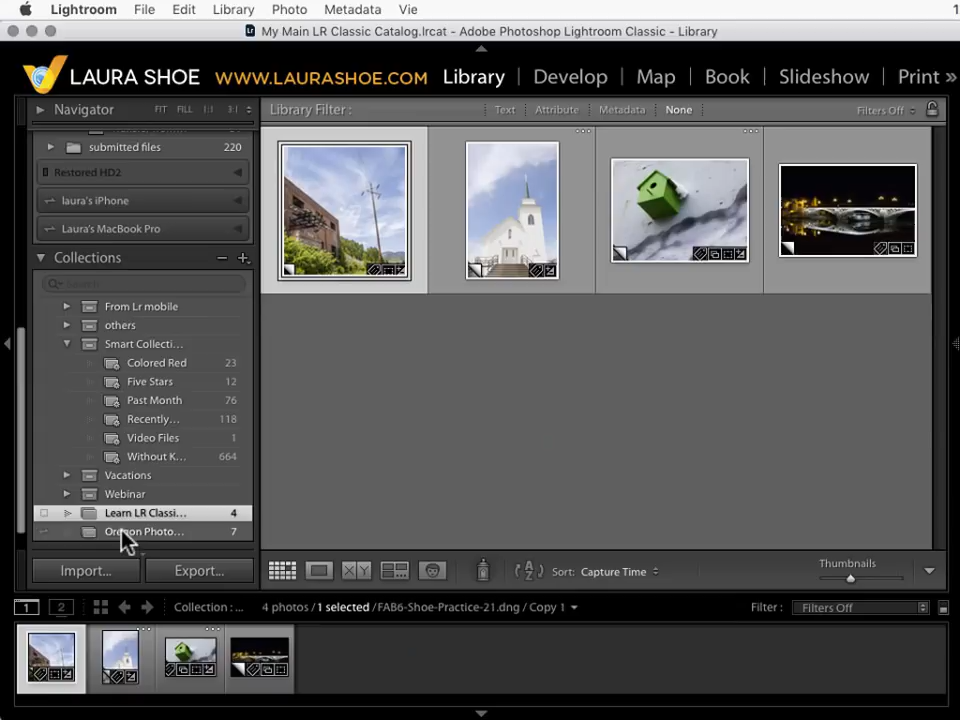 Lightroom File Edit Library Photo Metadata Vie 1
Lr My Main LR Classic Catalog.lrcat - Adobe Photoshop Lightroom Classic - Library
LAURA SHOE WWW.LAURASHOE.COM Library | Develop | Map | Book | Slideshow | Print »
Navigator FIT FILL 1:1 3:1
Library Filter : Text Attribute Metadata None Filters Off
submitted files 220
Restored HD2
laura's iPhone
Laura's MacBook Pro
Collections
Search
From Lr mobile
others
Smart Collecti...
Colored Red 23
Five Stars 12
Past Month 76
Recently... 118
Video Files 1
Without K... 664
Vacations
Webinar
Learn LR Classi... 4
Oregon Photo... 7
Import... Export...
Sort: Capture Time
Thumbnails
1 2 Collection : ... 4 photos / 1 selected / FAB6-Shoe-Practice-21.dng / Copy 1
Filter : Filters Off